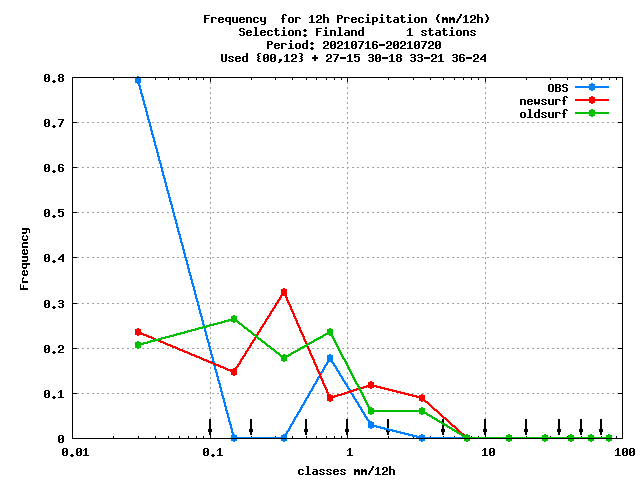 Frequency  for 12h Precipitation (mm/12h)
Selection: Finland      1 stations
Period: 20210716-20210720
Used {00,12} + 27-15 30-18 33-21 36-24
OBS
newsurf
oldsurf
0.8
0.7
0.6
0.5
0.4
0.3
0.2
0.1
0
Frequency
0.01 0.1 1 10 100
classes mm/12h